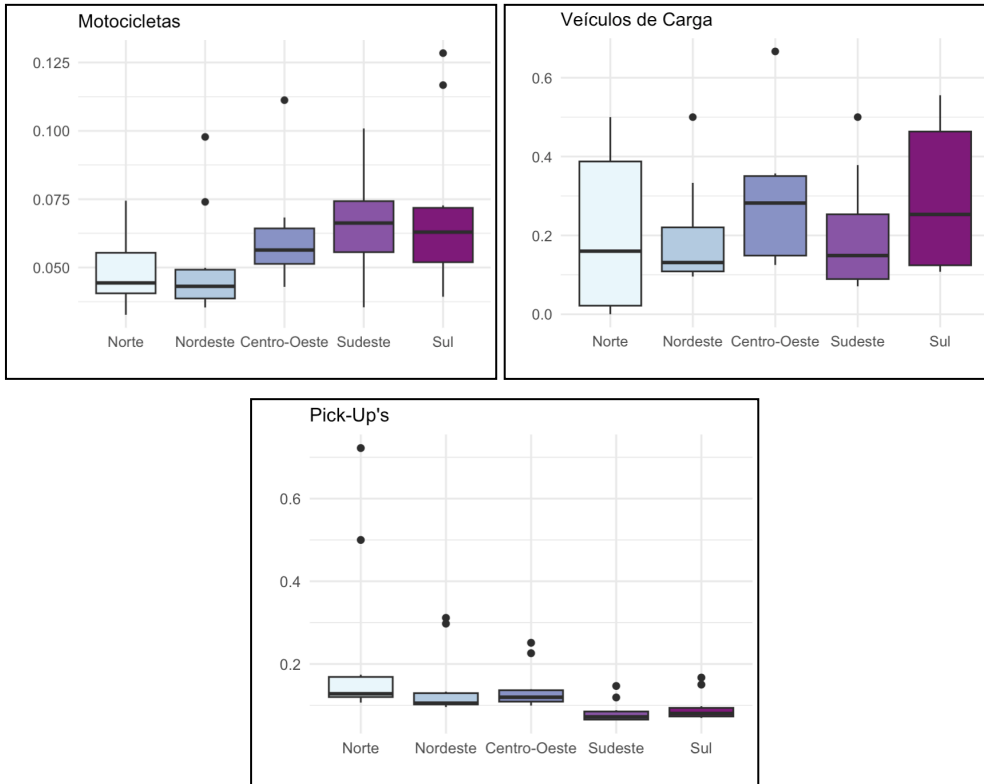 Motocicletas
0.125
0.100
0.075
0.050
Norte Nordeste Centro-Oeste Sudeste Sul
Veículos de Carga
0.6
0.4
0.2
0.0
Norte Nordeste Centro-Oeste Sudeste Sul
Pick-Up's
0.6
0.4
0.2
Norte Nordeste Centro-Oeste Sudeste Sul